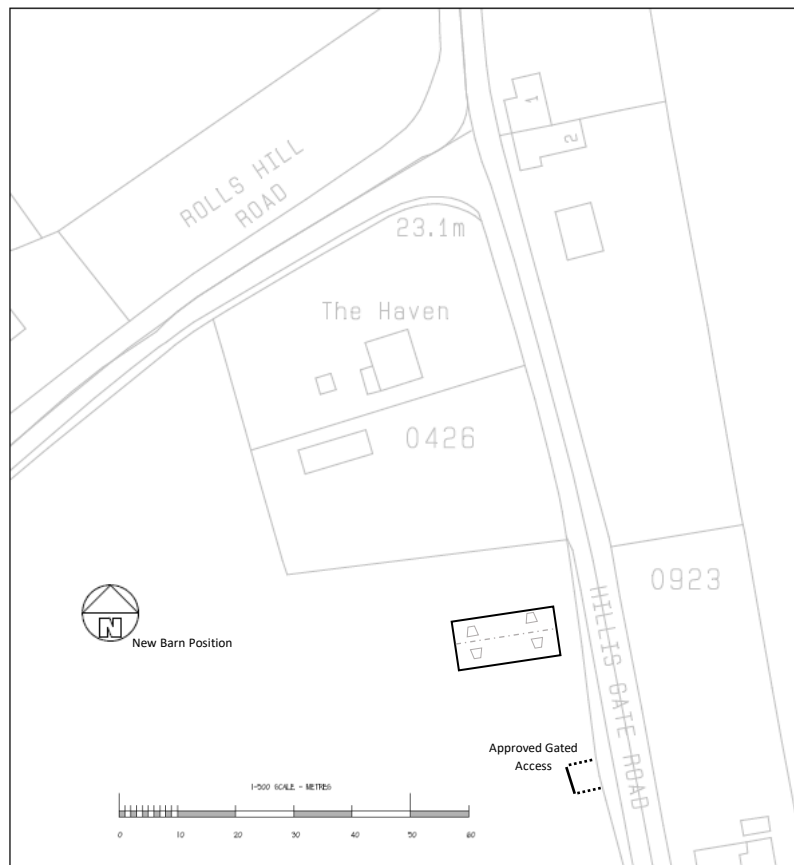 1
2
ROLLS HILL
ROAD
23.1m
The Haven
0426
0923
HILLIS GATE ROAD
N
New Barn Position
Approved Gated
Access
1-500 SCALE - METRES
0 10 20 30 40 50 60